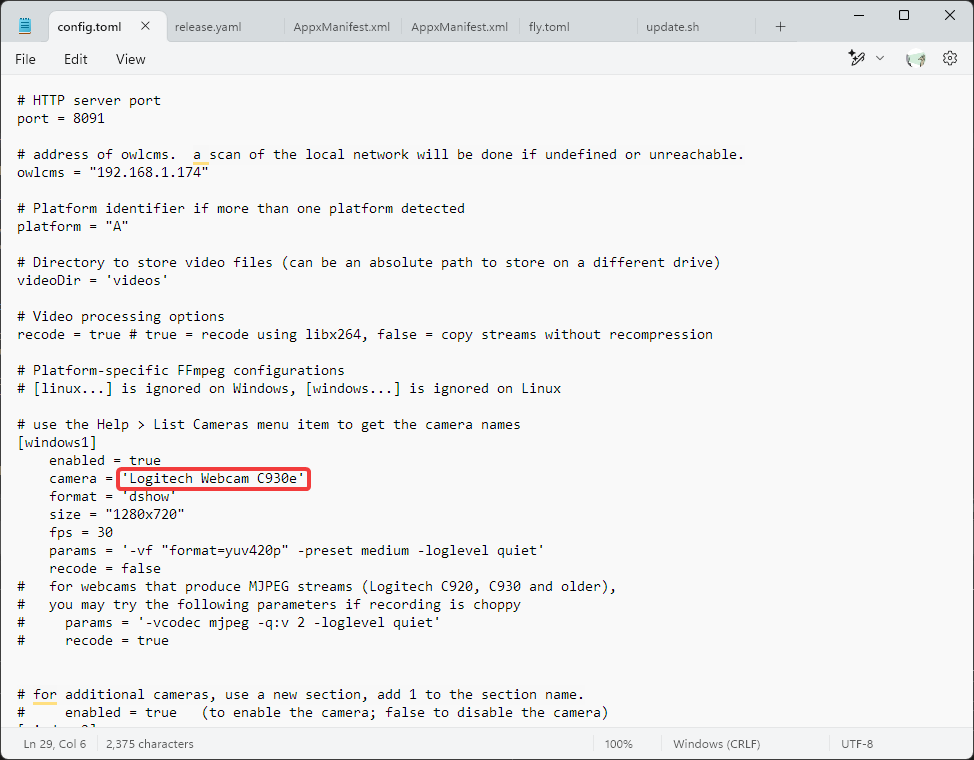 config.toml
release.yaml
AppxManifest.xml
AppxManifest.xml
fly.toml
update.sh
File Edit View
# HTTP server port
port = 8091
# address of owlcms.  a scan of the local network will be done if undefined or unreachable.
owlcms = "192.168.1.174"
# Platform identifier if more than one platform detected
platform = "A"
# Directory to store video files (can be an absolute path to store on a different drive)
videoDir = 'videos'
# Video processing options
recode = true # true = recode using libx264, false = copy streams without recompression
# Platform-specific FFmpeg configurations
# [linux...] is ignored on Windows, [windows...] is ignored on Linux
# use the Help > List Cameras menu item to get the camera names
[windows1]
    enabled = true
    camera = 'Logitech Webcam C930e'
    format = 'dshow'
    size = "1280x720"
    fps = 30
    params = '-vf "format=yuv420p" -preset medium -loglevel quiet'
    recode = false
#   for webcams that produce MJPEG streams (Logitech C920, C930 and older),
#   you may try the following parameters if recording is choppy
#     params = '-vcodec mjpeg -q:v 2 -loglevel quiet'
#     recode = true
# for additional cameras, use a new section, add 1 to the section name.
#     enabled = true   (to enable the camera; false to disable the camera)
Ln 29, Col 6
2,375 characters
100%
Windows (CRLF)
UTF-8